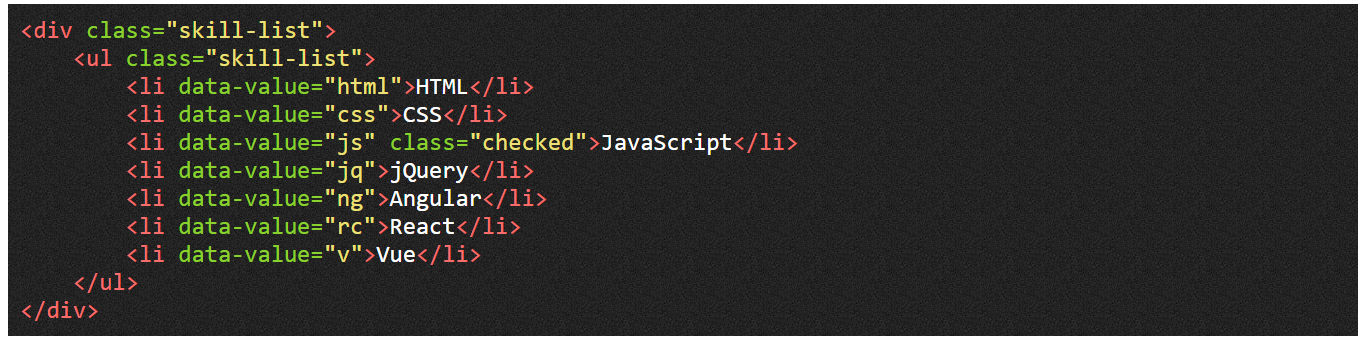 <div class="skill-list">
    <ul class="skill-list">
        <li data-value="html">HTML</li>
        <li data-value="css">CSS</li>
        <li data-value="js" class="checked">JavaScript</li>
        <li data-value="jq">jQuery</li>
        <li data-value="ng">Angular</li>
        <li data-value="rc">React</li>
        <li data-value="v">Vue</li>
    </ul>
</div>